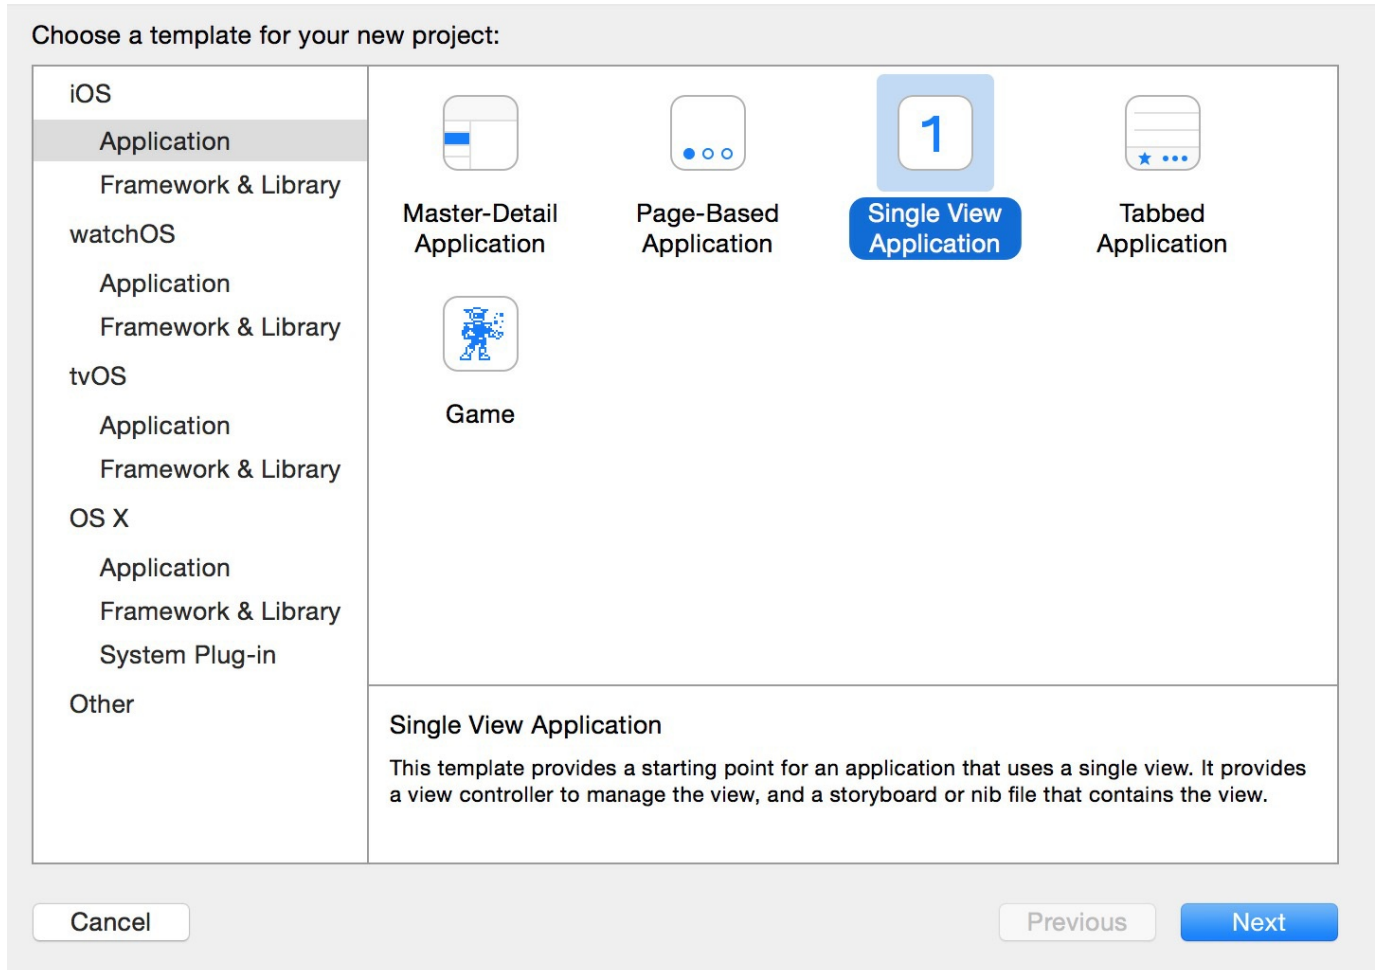 Choose a template for your new project:
iOS
Application
Framework & Library
watchOS
Application
Framework & Library
tvOS
Application
Framework & Library
OS X
Application
Framework & Library
System Plug-in
Other
Master-Detail
Application
Page-Based
Application
1
Single View
Application
Tabbed
Application
Game
Single View Application
This template provides a starting point for an application that uses a single view. It provides
a view controller to manage the view, and a storyboard or nib file that contains the view.
Cancel
Previous
Next